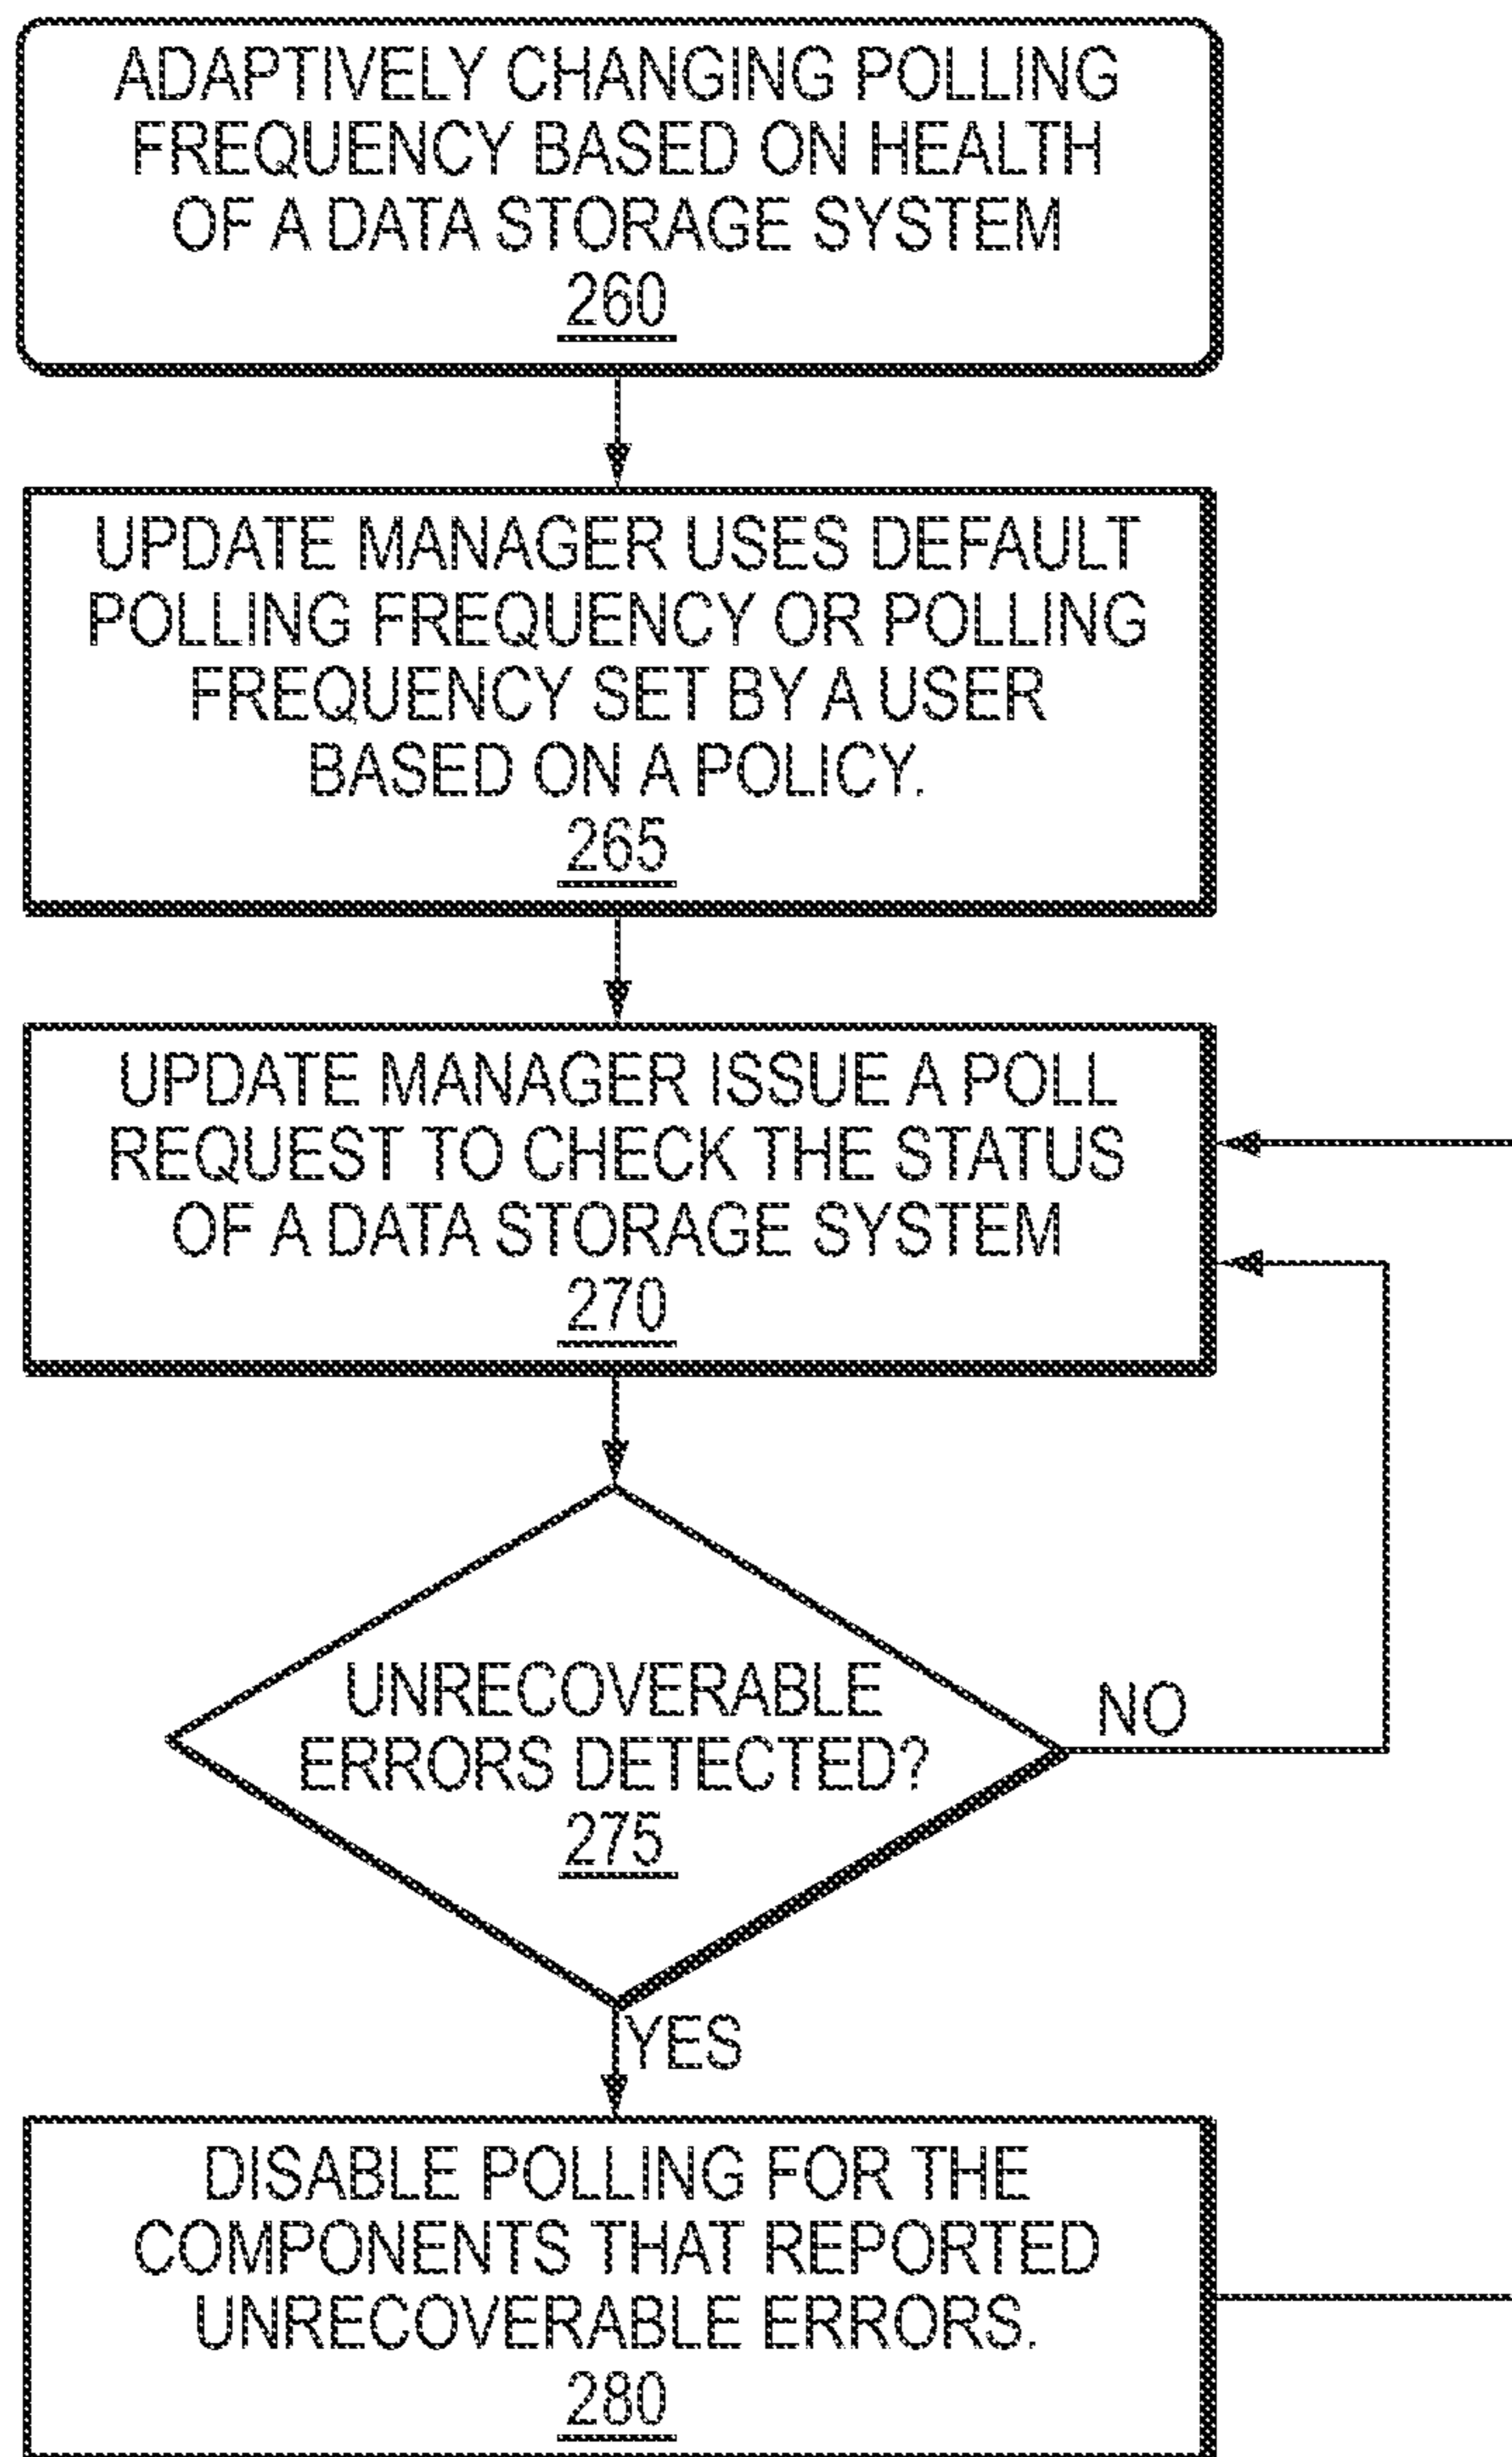 ADAPTIVELY CHANGING POLLING
FREQUENCY BASED ON HEALTH
OF A DATA STORAGE SYSTEM
260
UPDATE MANAGER USES DEFAULT
POLLING FREQUENCY OR POLLING
FREQUENCY SET BY A USER
BASED ON A POLICY.
265
UPDATE MANAGER ISSUE A POLL
REQUEST TO CHECK THE STATUS
OF A DATA STORAGE SYSTEM
270
UNRECOVERABLE
ERRORS DETECTED?
275
NO
YES
DISABLE POLLING FOR THE
COMPONENTS THAT REPORTED
UNRECOVERABLE ERRORS.
280